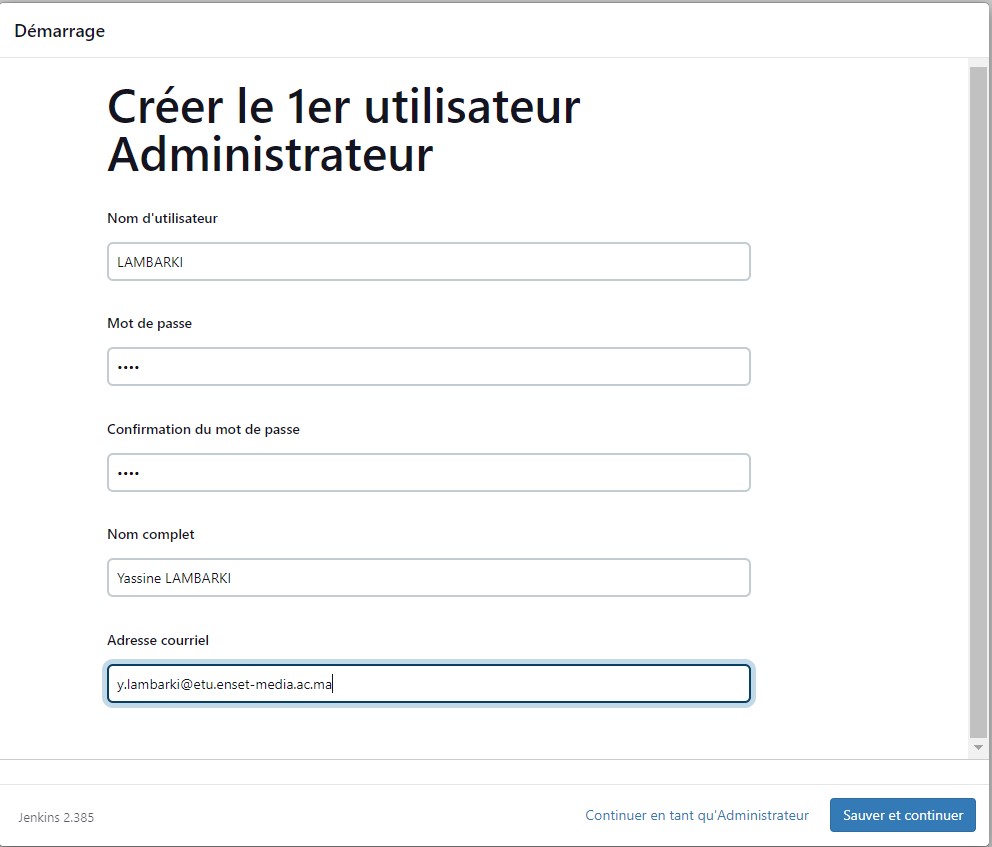 Démarrage
Créer le 1er utilisateur
Administrateur
Nom d'utilisateur
LAMBARKI
Mot de passe
••••
Confirmation du mot de passe
••••
Nom complet
Yassine LAMBARKI
Adresse courriel
y.lambarki@etu.enset-media.ac.ma
Jenkins 2.385
Continuer en tant qu'Administrateur
Sauver et continuer